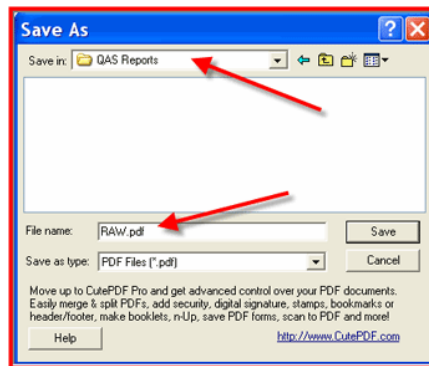 Save As
Save in: QAS Reports
File name: RAW.pdf Save
Save as type: PDF Files (*.pdf) Cancel
Move up to CutePDF Pro and get advanced control over your PDF documents.
Easily merge & split PDFs, add security, digital signature, stamps, bookmarks or
header/footer, make booklets, n-Up, save PDF forms, scan to PDF and more!
Help http://www.CutePDF.com